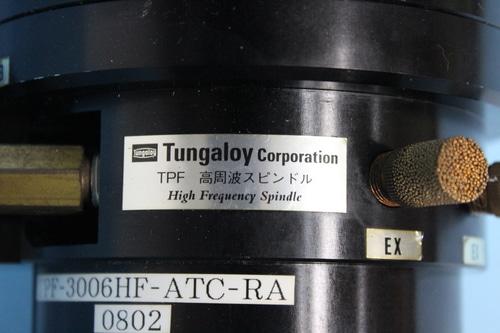 Tungaloy Tungaloy Corporation
TPF 高周波スピンドル
High Frequency Spindle
EX
PF-3006HF-ATC-RA
0802